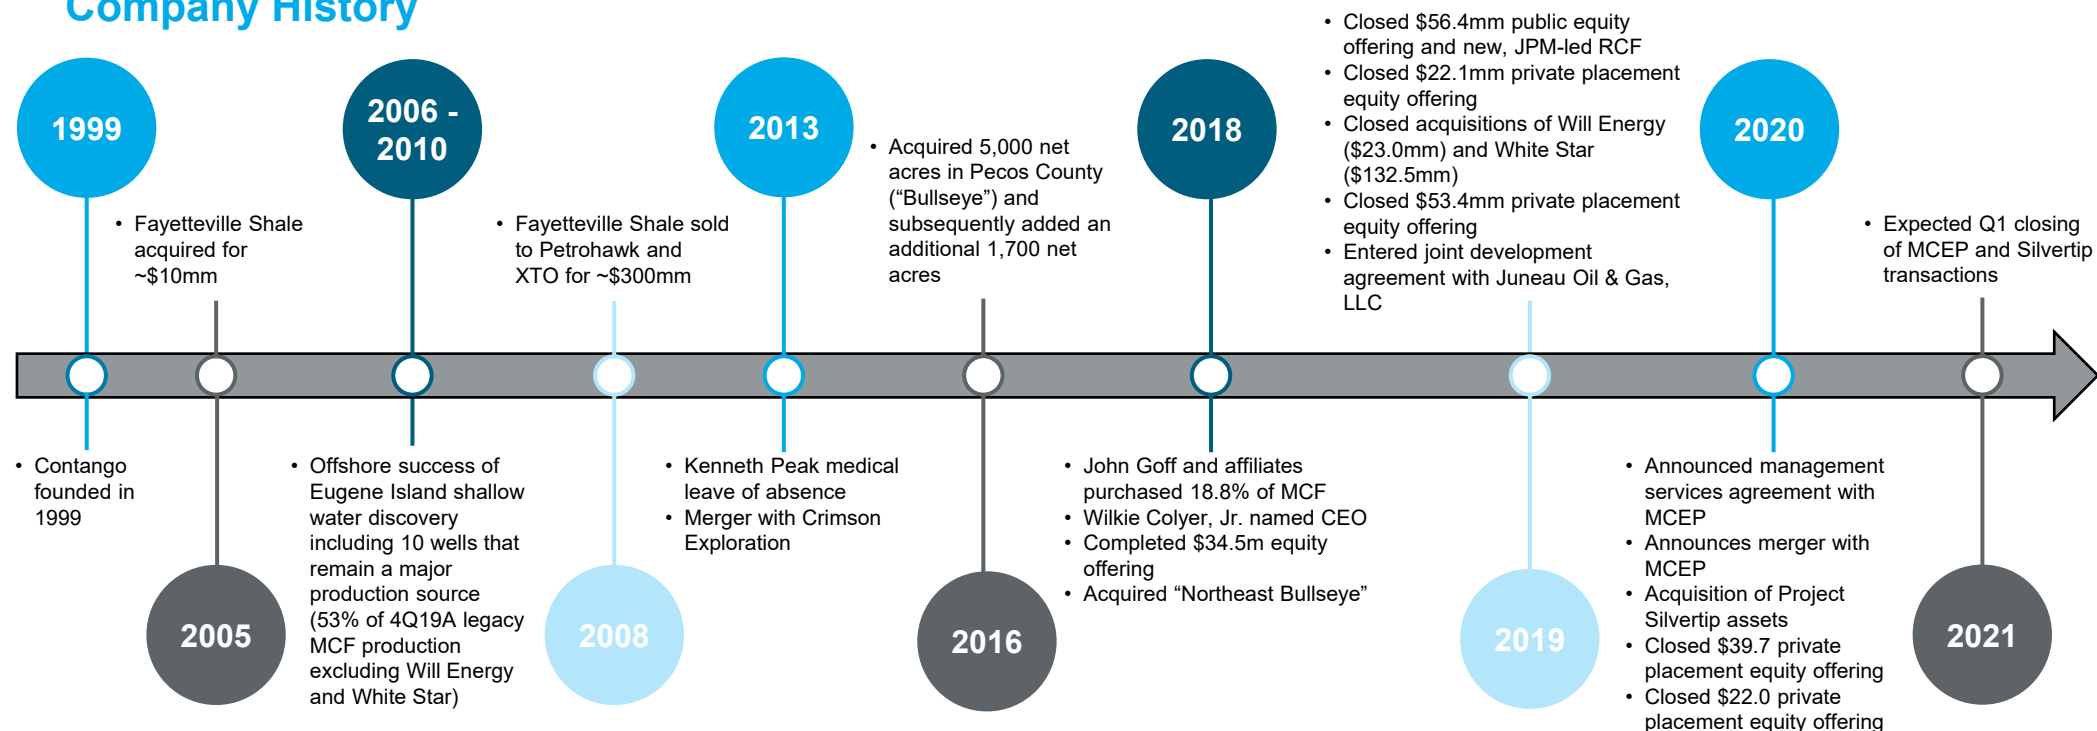 Company History
1999
• Contango
founded in
1999
• Fayetteville Shale
acquired for
~$10mm
2005
2006 -
2010
• Offshore success of
Eugene Island shallow
water discovery
including 10 wells that
remain a major
production source
(53% of 4Q19A legacy
MCF production
excluding Will Energy
and White Star)
• Fayetteville Shale sold
to Petrohawk and
XTO for ~$300mm
2008
2013
• Kenneth Peak medical
leave of absence
• Merger with Crimson
Exploration
• Acquired 5,000 net
acres in Pecos County
(“Bullseye”) and
subsequently added an
additional 1,700 net
acres
2016
2018
• John Goff and affiliates
purchased 18.8% of MCF
• Wilkie Colyer, Jr. named CEO
• Completed $34.5m equity
offering
• Acquired “Northeast Bullseye”
• Closed $56.4mm public equity
offering and new, JPM-led RCF
• Closed $22.1mm private placement
equity offering
• Closed acquisitions of Will Energy
($23.0mm) and White Star
($132.5mm)
• Closed $53.4mm private placement
equity offering
• Entered joint development
agreement with Juneau Oil & Gas,
LLC
2019
2020
• Announced management
services agreement with
MCEP
• Announces merger with
MCEP
• Acquisition of Project
Silvertip assets
• Closed $39.7 private
placement equity offering
• Closed $22.0 private
placement equity offering
• Expected Q1 closing
of MCEP and Silvertip
transactions
2021